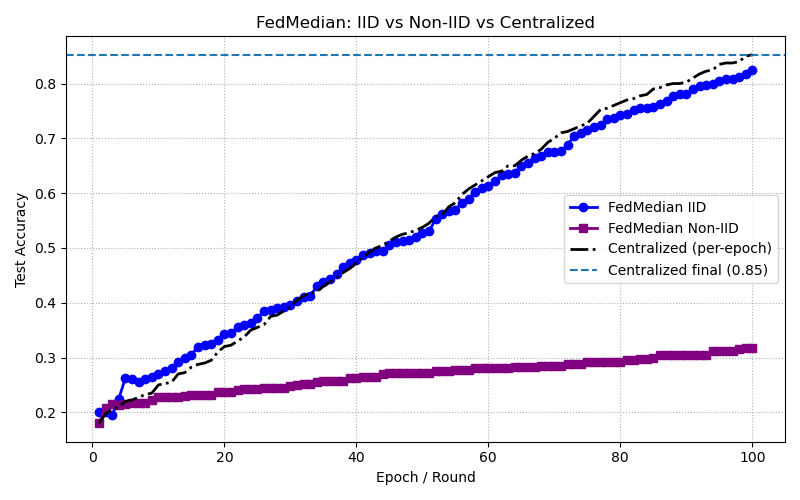 FedMedian: IID vs Non-IID vs Centralized
Test Accuracy
0.8
0.7
0.6
0.5
0.4
0.3
0.2
FedMedian IID
FedMedian Non-IID
Centralized (per-epoch)
Centralized final (0.85)
0 20 40 60 80 100
Epoch / Round